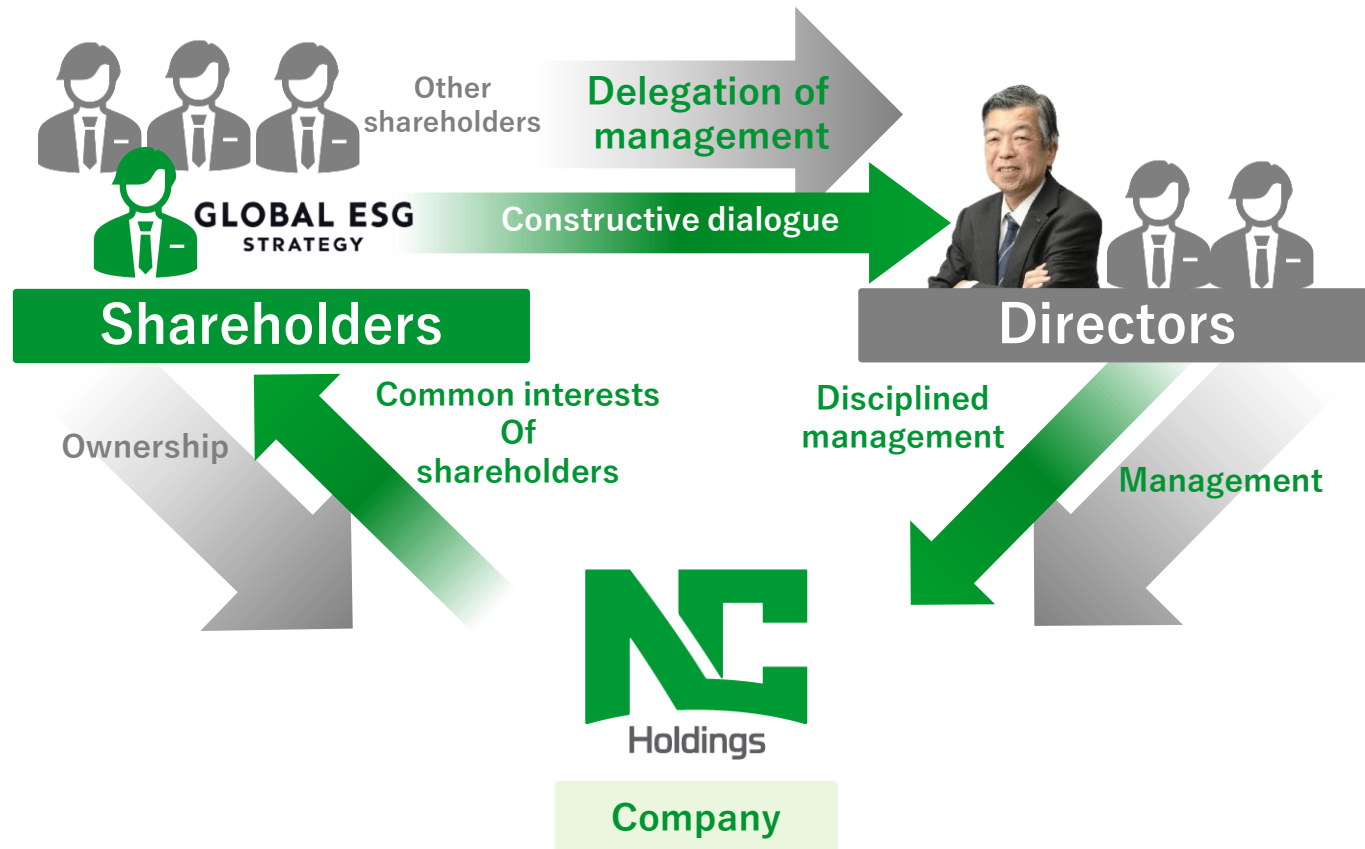 Other
shareholders
Delegation of
management
GLOBAL ESG
STRATEGY
Constructive dialogue
Shareholders
Directors
Ownership
Common interests
Of
shareholders
Disciplined
management
Management
NC
Holdings
Company